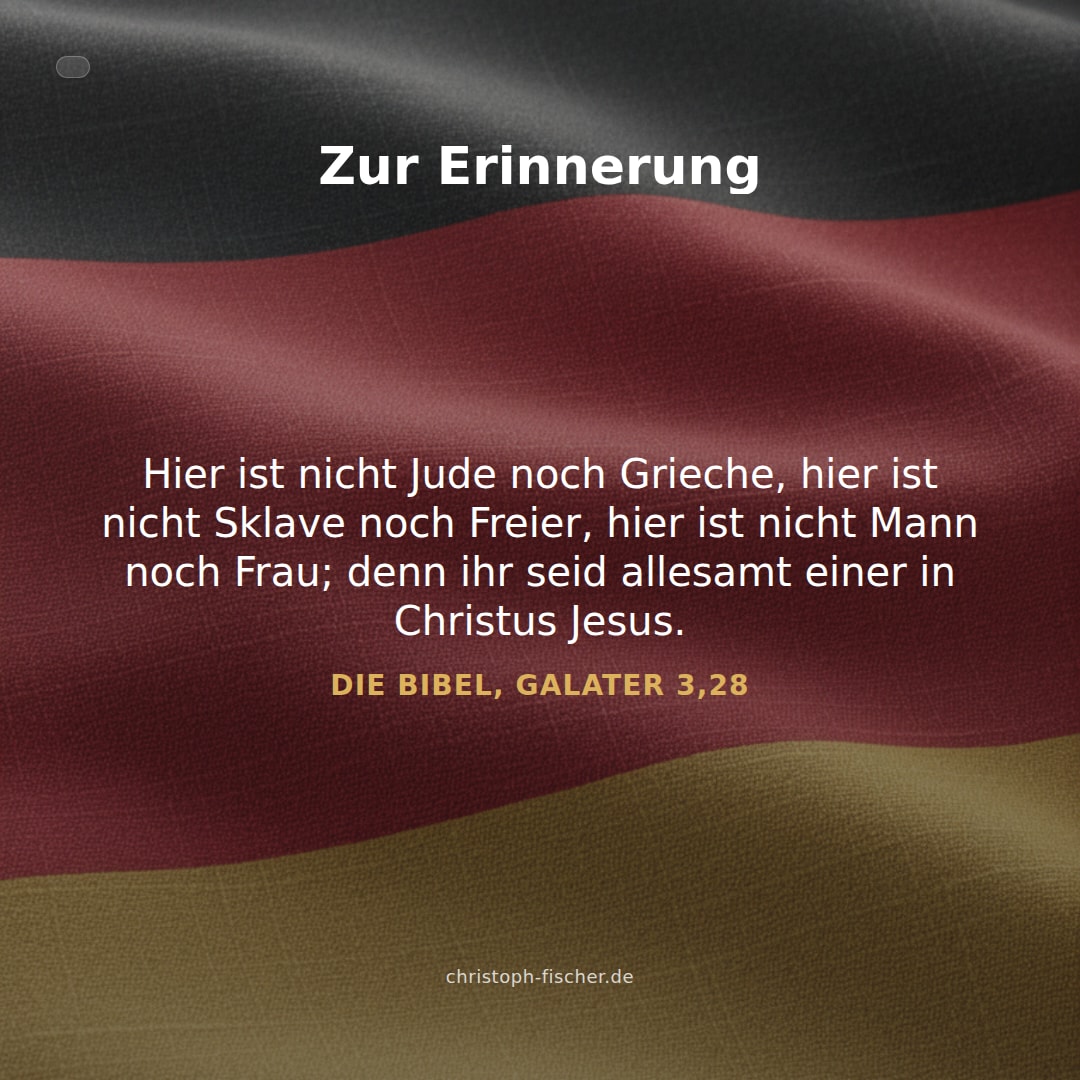 Zur Erinnerung
Hier ist nicht Jude noch Grieche, hier ist
nicht Sklave noch Freier, hier ist nicht Mann
noch Frau; denn ihr seid allesamt einer in
Christus Jesus.
DIE BIBEL, GALATER 3,28
christoph-fischer.de